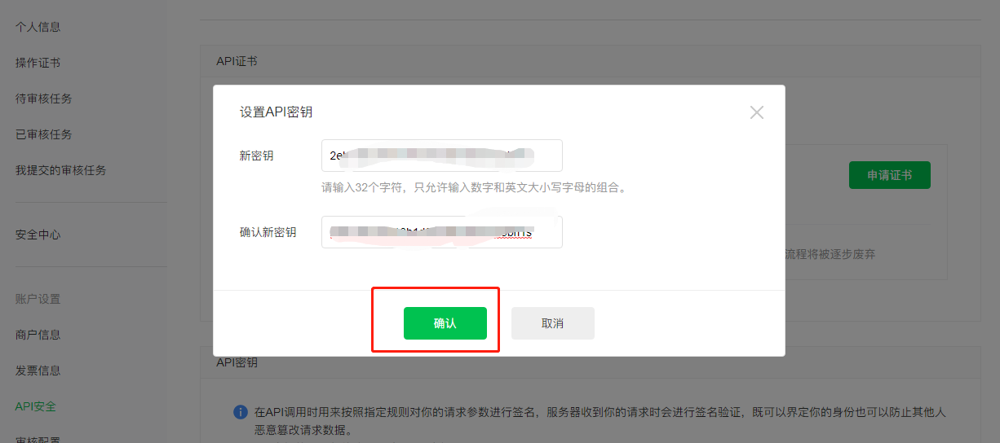 个人信息
操作证书
待审核任务
已审核任务
我提交的审核任务
安全中心
账户设置
商户信息
发票信息
API安全
审核配置
API证书
申请证书
流程将被逐步废弃
设置API密钥
新密钥
请输入32个字符，只允许输入数字和英文大小写字母的组合。
确认新密钥
确认
取消
API密钥
在API调用时用来按照指定规则对你的请求参数进行签名，服务器收到你的请求时会进行签名验证，既可以界定你的身份也可以防止其他人
恶意篡改请求数据。